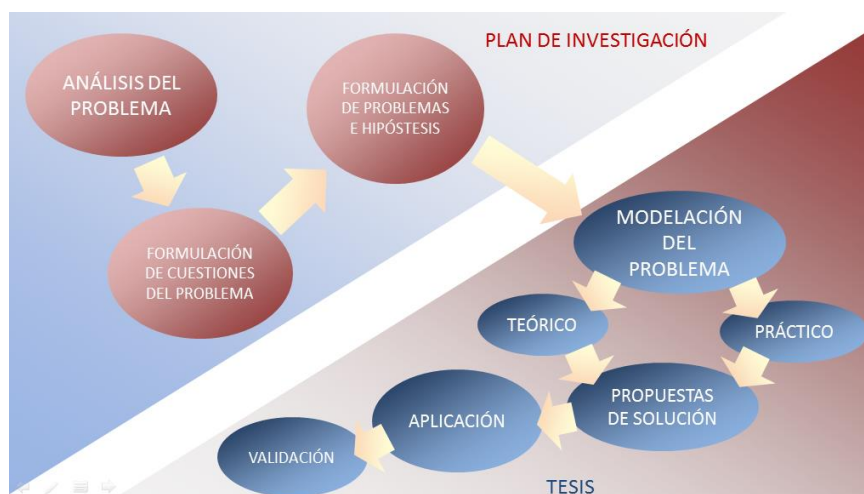 PLAN DE INVESTIGACIÓN
ANÁLISIS DEL
PROBLEMA
FORMULACIÓN
DE PROBLEMAS
E HIPÓSTESIS
FORMULACIÓN
DE CUESTIONES
DEL PROBLEMA
MODELACIÓN
DEL
PROBLEMA
TEÓRICO
PRÁCTICO
PROPUESTAS
DE SOLUCIÓN
APLICACIÓN
VALIDACIÓN
TESIS